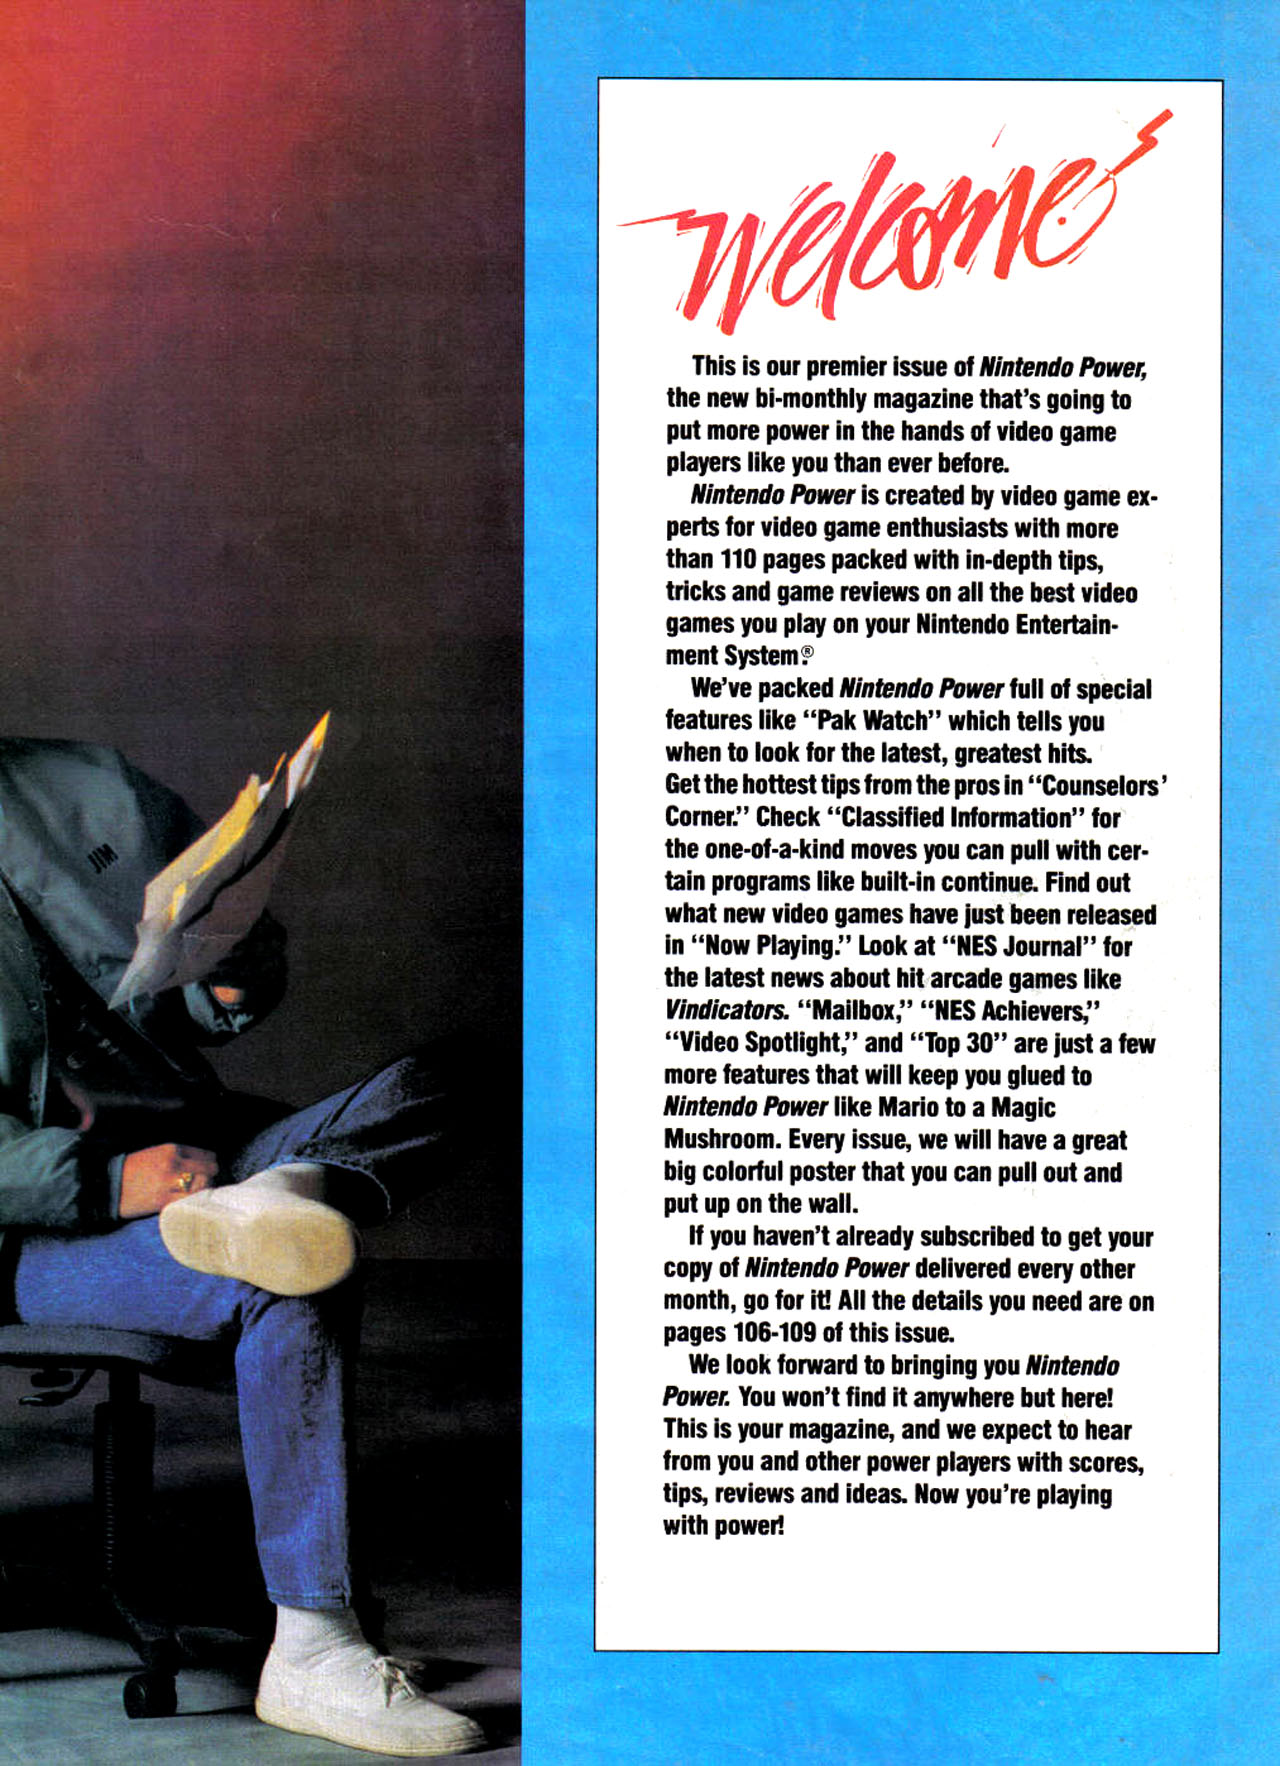 Welcome
This is our premier issue of Nintendo Power,
the new bi-monthly magazine that's going to
put more power in the hands of video game
players like you than ever before.
Nintendo Power is created by video game ex-
perts for video game enthusiasts with more
than 110 pages packed with in-depth tips,
tricks and game reviews on all the best video
games you play on your Nintendo Entertain-
ment System.®
We've packed Nintendo Power full of special
features like "Pak Watch" which tells you
when to look for the latest, greatest hits.
Get the hottest tips from the pros in "Counselors'
Corner." Check "Classified Information" for
the one-of-a-kind moves you can pull with cer-
tain programs like built-in continue. Find out
what new video games have just been released
in "Now Playing." Look at "NES Journal" for
the latest news about hit arcade games like
Vindicators. "Mailbox," "NES Achievers,"
"Video Spotlight," and "Top 30" are just a few
more features that will keep you glued to
Nintendo Power like Mario to a Magic
Mushroom. Every issue, we will have a great
big colorful poster that you can pull out and
put up on the wall.
If you haven't already subscribed to get your
copy of Nintendo Power delivered every other
month, go for it! All the details you need are on
pages 106-109 of this issue.
We look forward to bringing you Nintendo
Power. You won't find it anywhere but here!
This is your magazine, and we expect to hear
from you and other power players with scores,
tips, reviews and ideas. Now you're playing
with power!
JIM